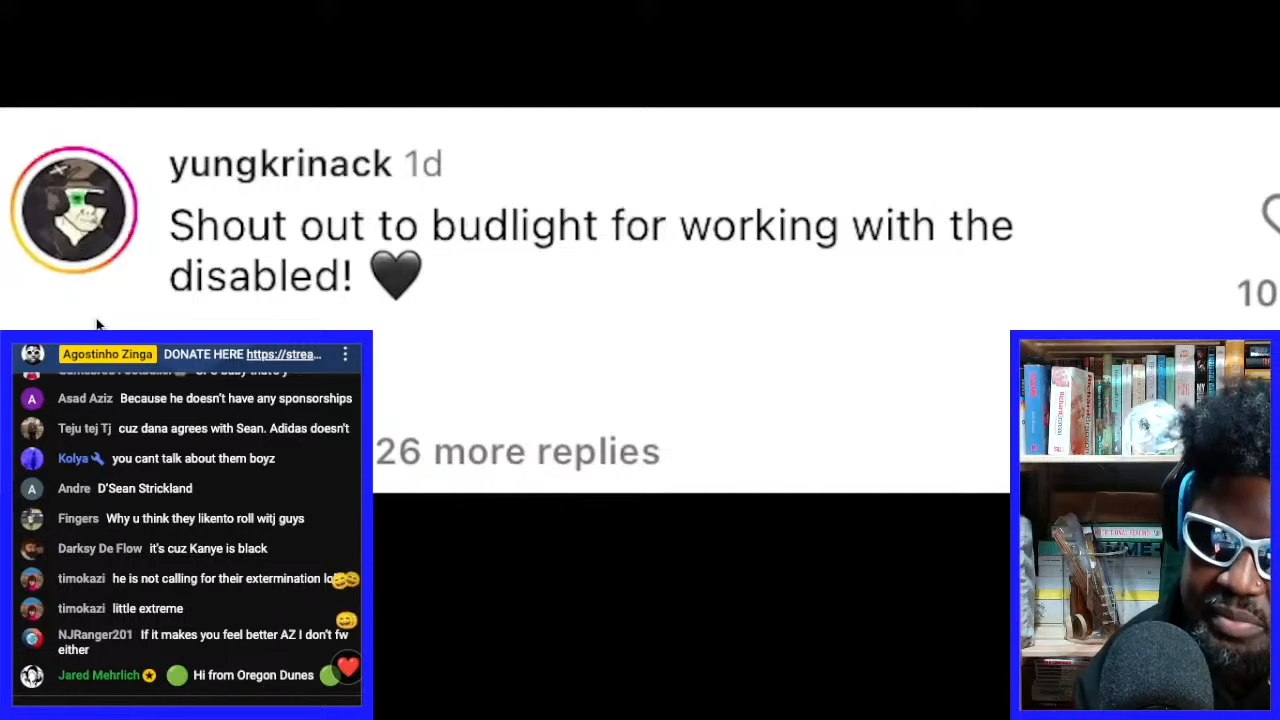 yungkrinack 1d
Shout out to budlight for working with the
disabled! 🖤
10
26 more replies
Agostinho Zinga DONATE HERE https://strea...
Asad Aziz Because he doesn't have any sponsorships
Teju tej Tj cuz dana agrees with Sean. Adidas doesn't
Kolya you cant talk about them boyz
Andre D'Sean Strickland
Fingers Why u think they likento roll witj guys
Darksy De Flow it's cuz Kanye is black
timokazi he is not calling for their extermination lo
timokazi little extreme
NJRanger201 If it makes you feel better AZ I don't fw
either
Jared Mehrlich Hi from Oregon Dunes